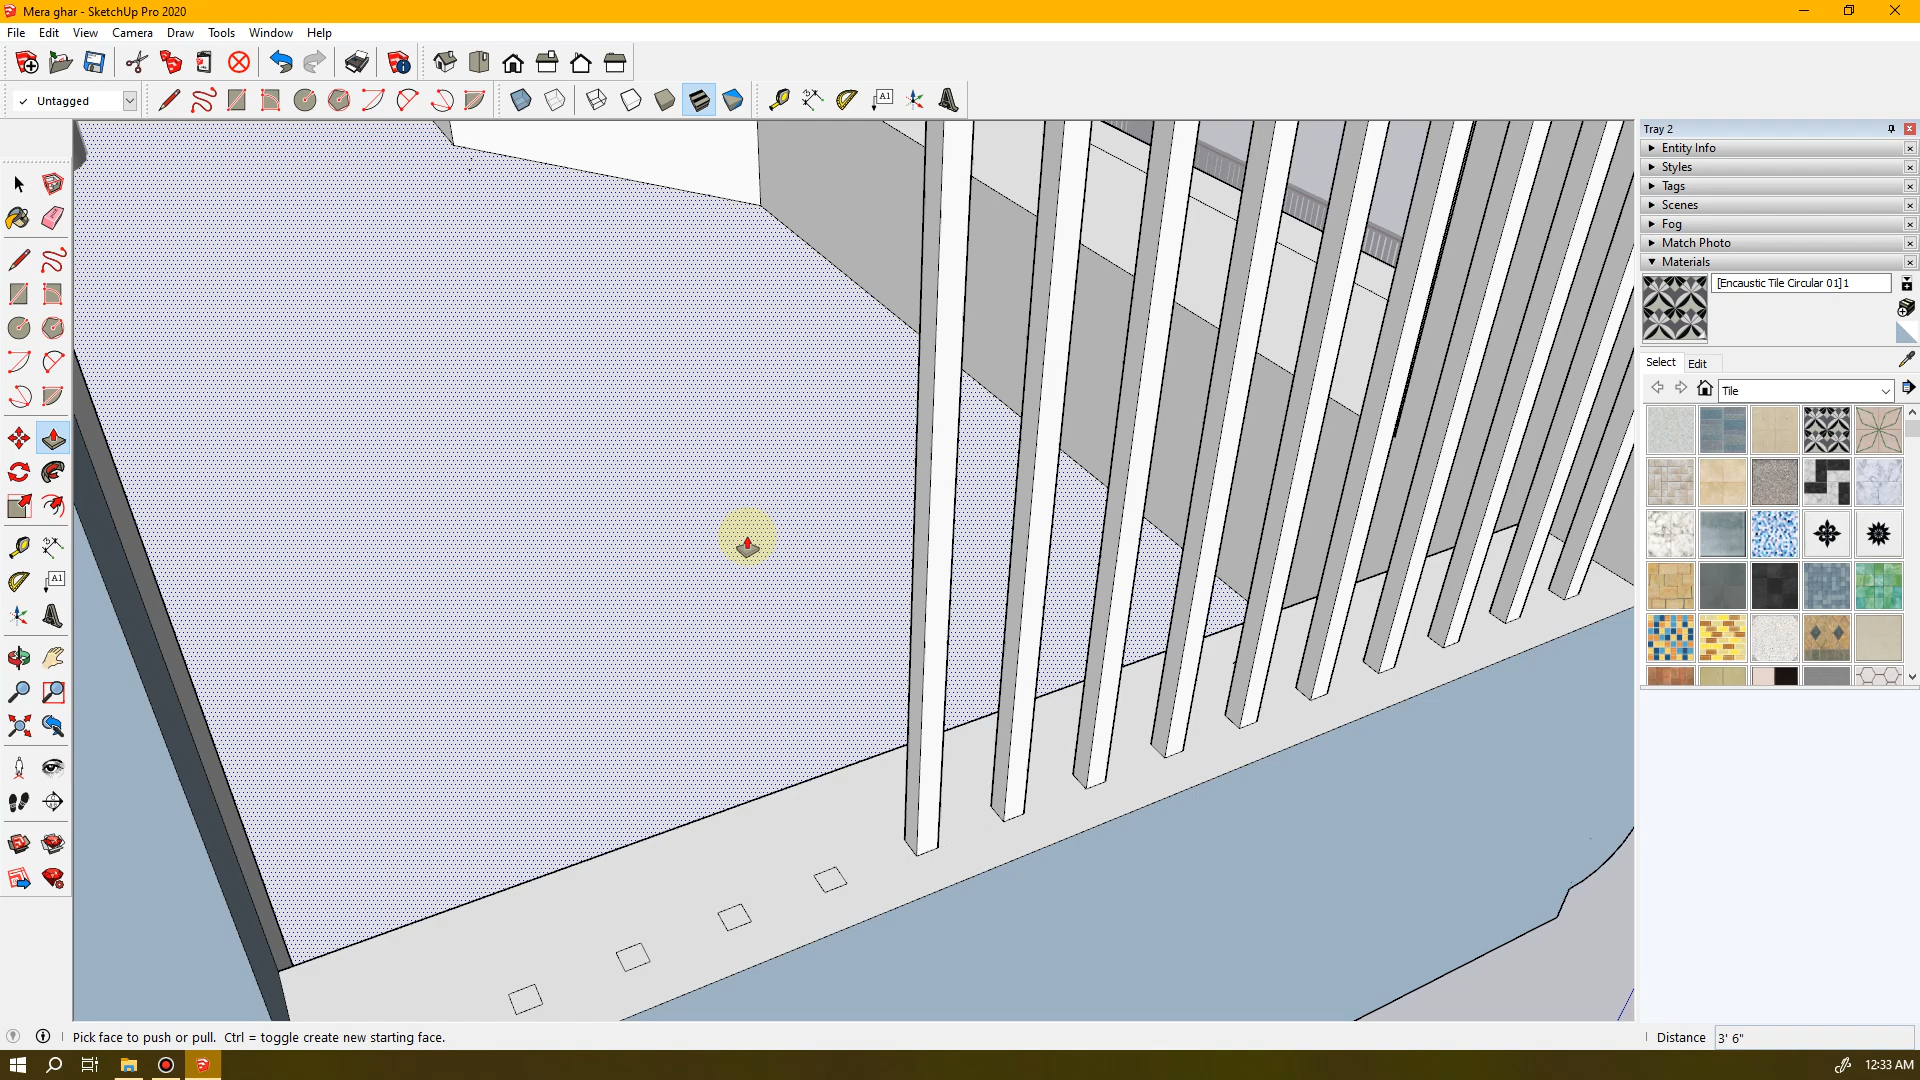 Mera ghar - SketchUp Pro 2020
File Edit View Camera Draw Tools Window Help
✓ Untagged
A1
Tray 2
Entity Info
Styles
Tags
Scenes
Fog
Match Photo
Materials
[Encaustic Tile Circular 01]1
Select Edit
Tile
A1
Pick face to push or pull. Ctrl = toggle create new starting face.
Distance 3' 6"
12:33 AM